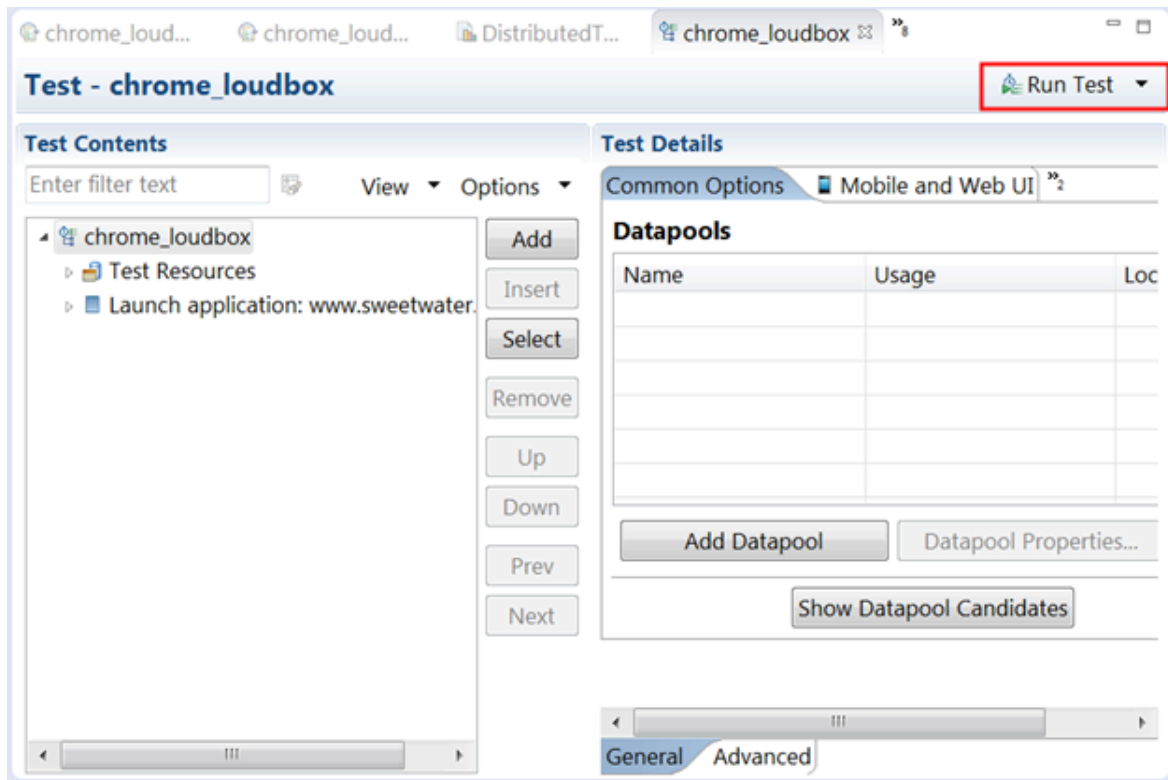 chrome_loud...
chrome_loud...
DistributedT...
chrome_loudbox
»8
Test - chrome_loudbox
Run Test
Test Contents
Enter filter text
View
Options
chrome_loudbox
Test Resources
Launch application: www.sweetwater.
Add
Insert
Select
Remove
Up
Down
Prev
Next
Test Details
Common Options
Mobile and Web UI
»2
Datapools
Name Usage Loc
Add Datapool
Datapool Properties...
Show Datapool Candidates
General
Advanced